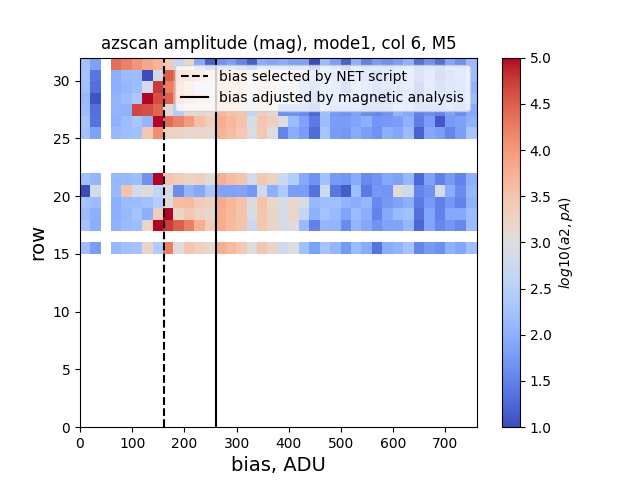 azscan amplitude (mag), mode1, col 6, M5
bias selected by NET script
bias adjusted by magnetic analysis
row
30
25
20
15
10
5
0
0 100 200 300 400 500 600 700
bias, ADU
5.0
4.5
4.0
3.5
3.0
2.5
2.0
1.5
1.0
log10(a2, pA)